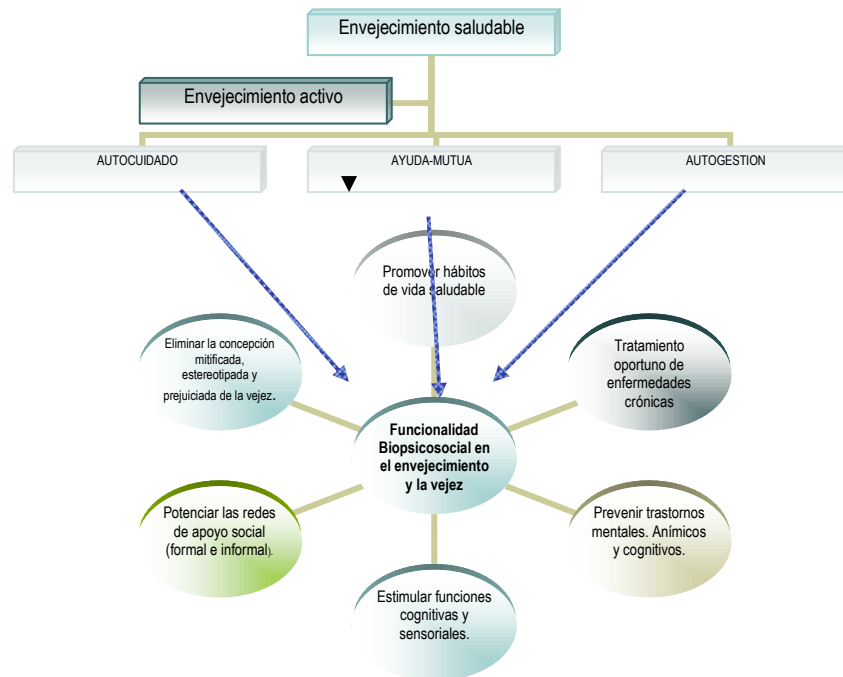 Envejecimiento saludable
Envejecimiento activo
AUTOCUIDADO
AYUDA-MUTUA
AUTOGESTION
Promover hábitos
de vida saludable
Eliminar la concepción
mitificada,
estereotipada y
prejuiciada de la vejez.
Tratamiento
oportuno de
enfermedades
crónicas
Funcionalidad
Biopsicosocial en
el envejecimiento
y la vejez
Potenciar las redes
de apoyo social
(formal e informal).
Prevenir trastornos
mentales. Anímicos
y cognitivos.
Estimular funciones
cognitivas y
sensoriales.